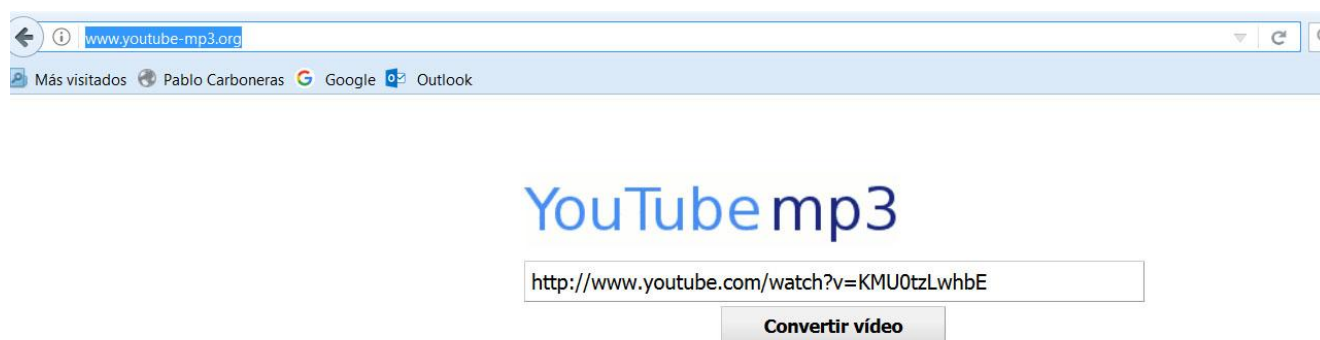 www.youtube-mp3.org
Más visitados Pablo Carboneras Google Outlook
YouTube mp3
http://www.youtube.com/watch?v=KMU0tzLwhbE
Convertir vídeo